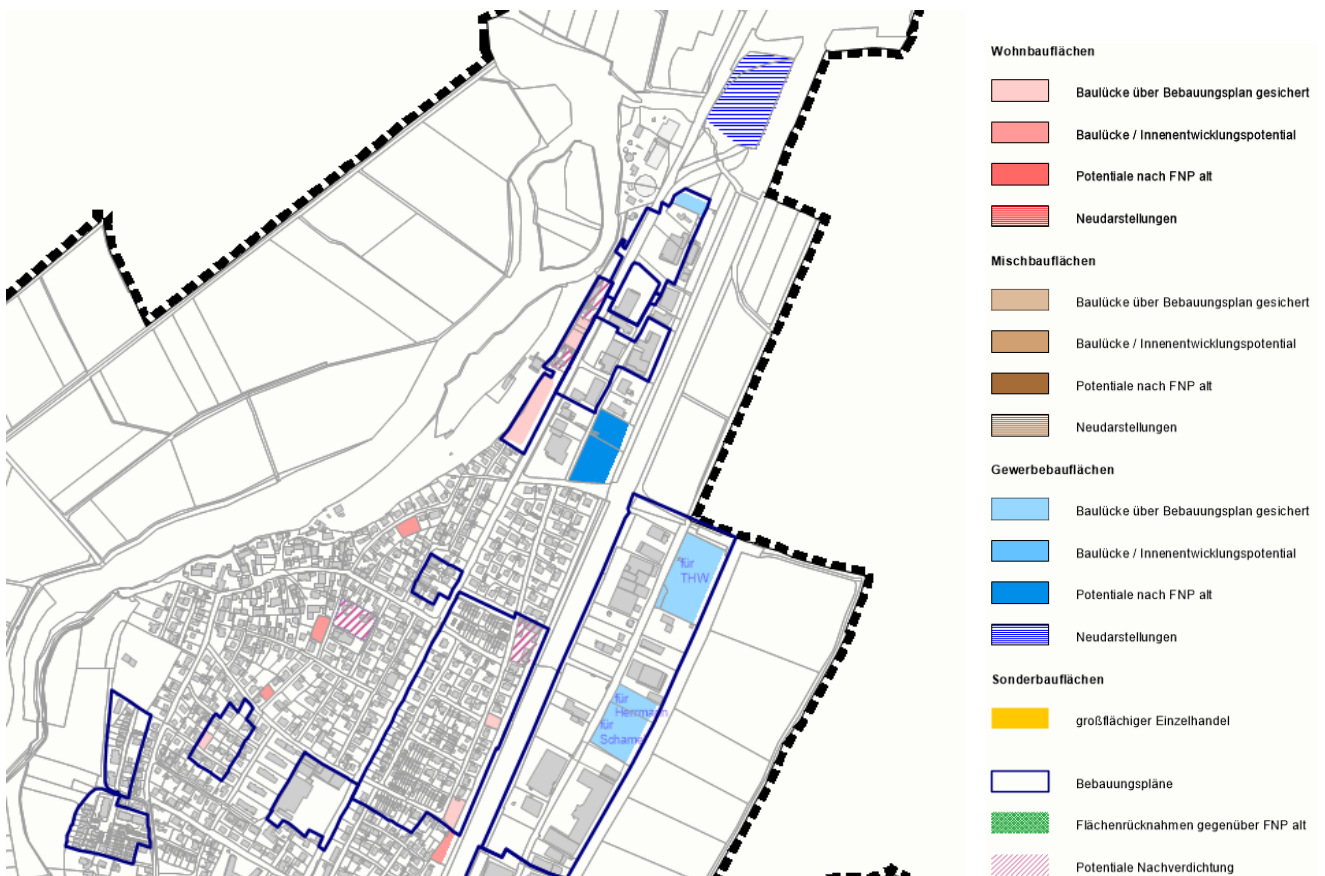 für
THW
für
Herrmann
für
Wohnbauflächen
Baulücke über Bebauungsplan gesichert
Baulücke / Innenentwicklungspotential
Potentiale nach FNP alt
Neudarstellungen
Mischbauflächen
Baulücke über Bebauungsplan gesichert
Baulücke / Innenentwicklungspotential
Potentiale nach FNP alt
Neudarstellungen
Gewerbebauflächen
Baulücke über Bebauungsplan gesichert
Baulücke / Innenentwicklungspotential
Potentiale nach FNP alt
Neudarstellungen
Sonderbauflächen
großflächiger Einzelhandel
Bebauungspläne
Flächenrücknahmen gegenüber FNP alt
Potentiale Nachverdichtung